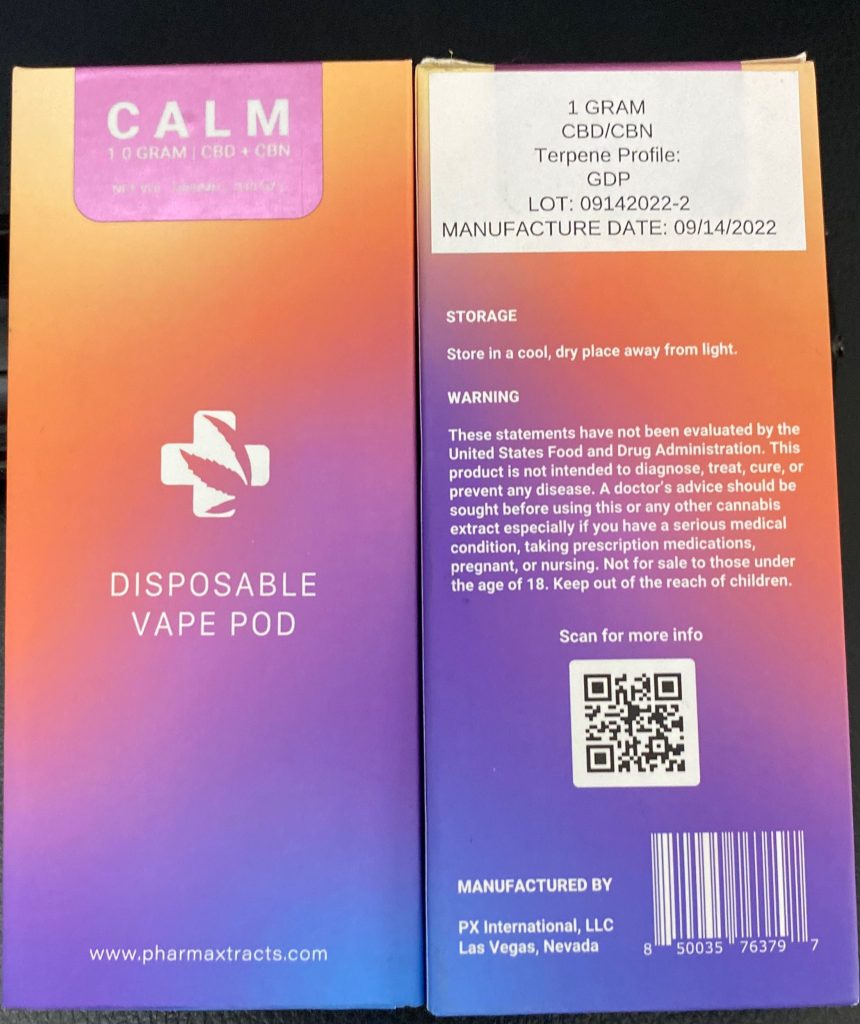 CALM
1 0 GRAM | CBD + CBN
NET
DISPOSABLE
VAPE POD
www.pharmaxtracts.com
1 GRAM
CBD/CBN
Terpene Profile:
GDP
LOT: 09142022-2
MANUFACTURE DATE: 09/14/2022
STORAGE
Store in a cool, dry place away from light.
WARNING
These statements have not been evaluated by the
United States Food and Drug Administration. This
product is not intended to diagnose, treat, cure, or
prevent any disease. A doctor's advice should be
sought before using this or any other cannabis
extract especially if you have a serious medical
condition, taking prescription medications,
pregnant, or nursing. Not for sale to those under
the age of 18. Keep out of the reach of children.
Scan for more info
MANUFACTURED BY
PX International, LLC
Las Vegas, Nevada
8 50035 76379 7